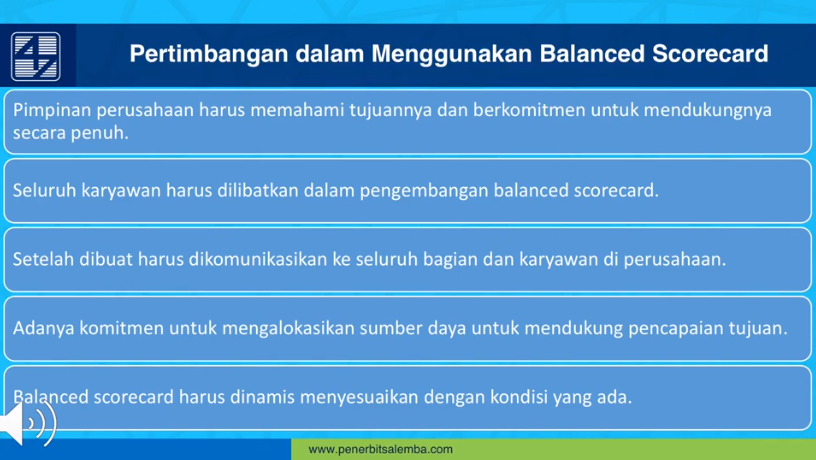 Pertimbangan dalam Menggunakan Balanced Scorecard
Pimpinan perusahaan harus memahami tujuannya dan berkomitmen untuk mendukungnya
secara penuh.
Seluruh karyawan harus dilibatkan dalam pengembangan balanced scorecard.
Setelah dibuat harus dikomunikasikan ke seluruh bagian dan karyawan di perusahaan.
Adanya komitmen untuk mengalokasikan sumber daya untuk mendukung pencapaian tujuan.
Balanced scorecard harus dinamis menyesuaikan dengan kondisi yang ada.
www.penerbitsalemba.com